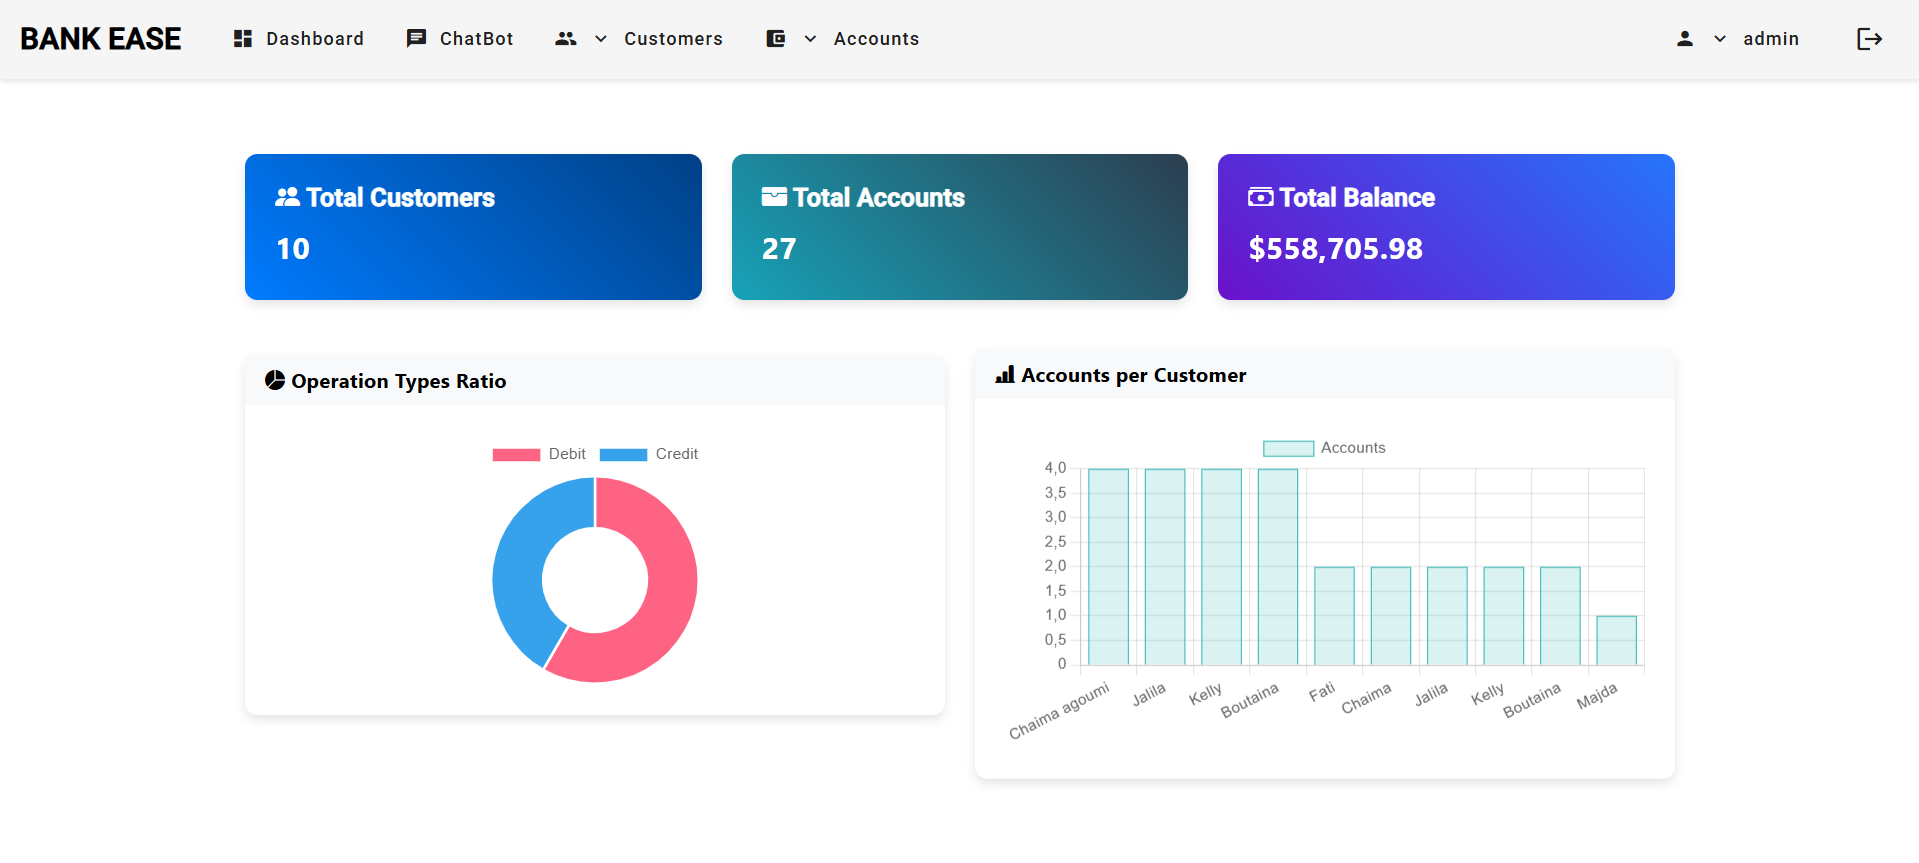 BANK EASE Dashboard ChatBot Customers Accounts admin
Total Customers
10
Total Accounts
27
Total Balance
$558,705.98
Operation Types Ratio
Debit Credit
Accounts per Customer
Accounts
4,0
3,5
3,0
2,5
2,0
1,5
1,0
0,5
0
Chaima agoumi Jalila Kelly Boutaina Fati Chaima Jalila Kelly Boutaina Majda